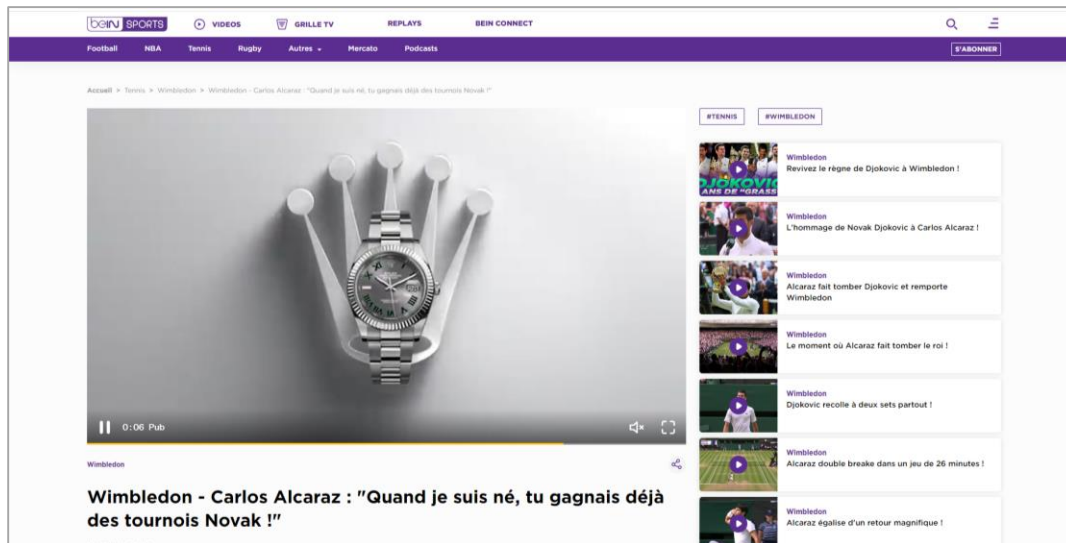 beIN SPORTS
VIDEOS
GRILLE TV
REPLAYS
BEIN CONNECT
Football
NBA
Tennis
Rugby
Autres
Mercato
Podcasts
S'ABONNER
Accueil > Tennis > Wimbledon > Wimbledon - Carlos Alcaraz : "Quand je suis né, tu gagnais déjà des tournois Novak !"
0:06 Pub
Wimbledon
Wimbledon - Carlos Alcaraz : "Quand je suis né, tu gagnais déjà
des tournois Novak !"
#TENNIS
#WIMBLEDON
DJOKOVIC
ANS DE "GRASS
Wimbledon
Revivez le règne de Djokovic à Wimbledon !
Wimbledon
L'hommage de Novak Djokovic à Carlos Alcaraz !
Wimbledon
Alcaraz fait tomber Djokovic et remporte
Wimbledon
Wimbledon
Le moment où Alcaraz fait tomber le roi !
Wimbledon
Djokovic recolle à deux sets partout !
Wimbledon
Alcaraz double breake dans un jeu de 26 minutes !
Wimbledon
Alcaraz égalise d'un retour magnifique !